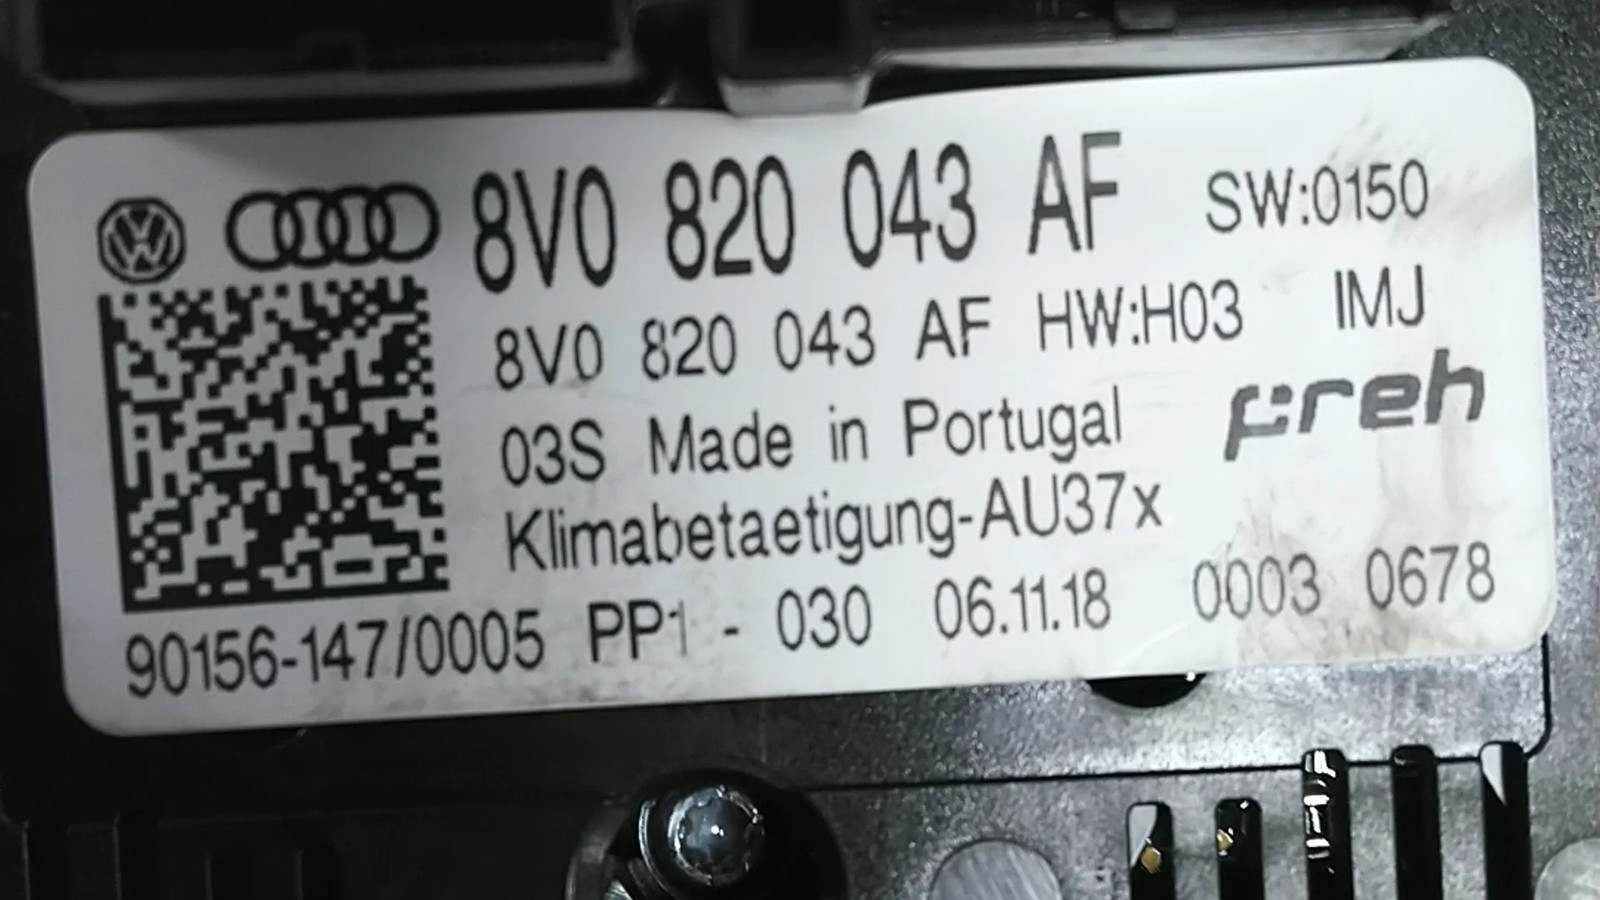 8V0 820 043 AF SW:0150
8V0 820 043 AF HW:H03 IMJ
03S Made in Portugal preh
Klimabetaetigung-AU37x
90156-147/0005 PP1 - 030 06.11.18 0003 0678